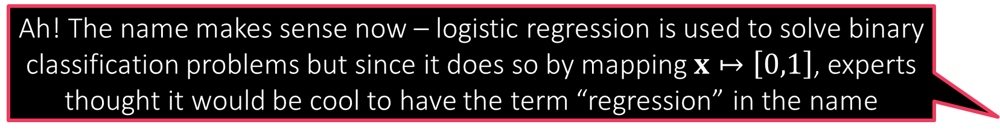 Ah! The name makes sense now – logistic regression is used to solve binary
classification problems but since it does so by mapping 𝐱 ↦ [0,1], experts
thought it would be cool to have the term “regression” in the name